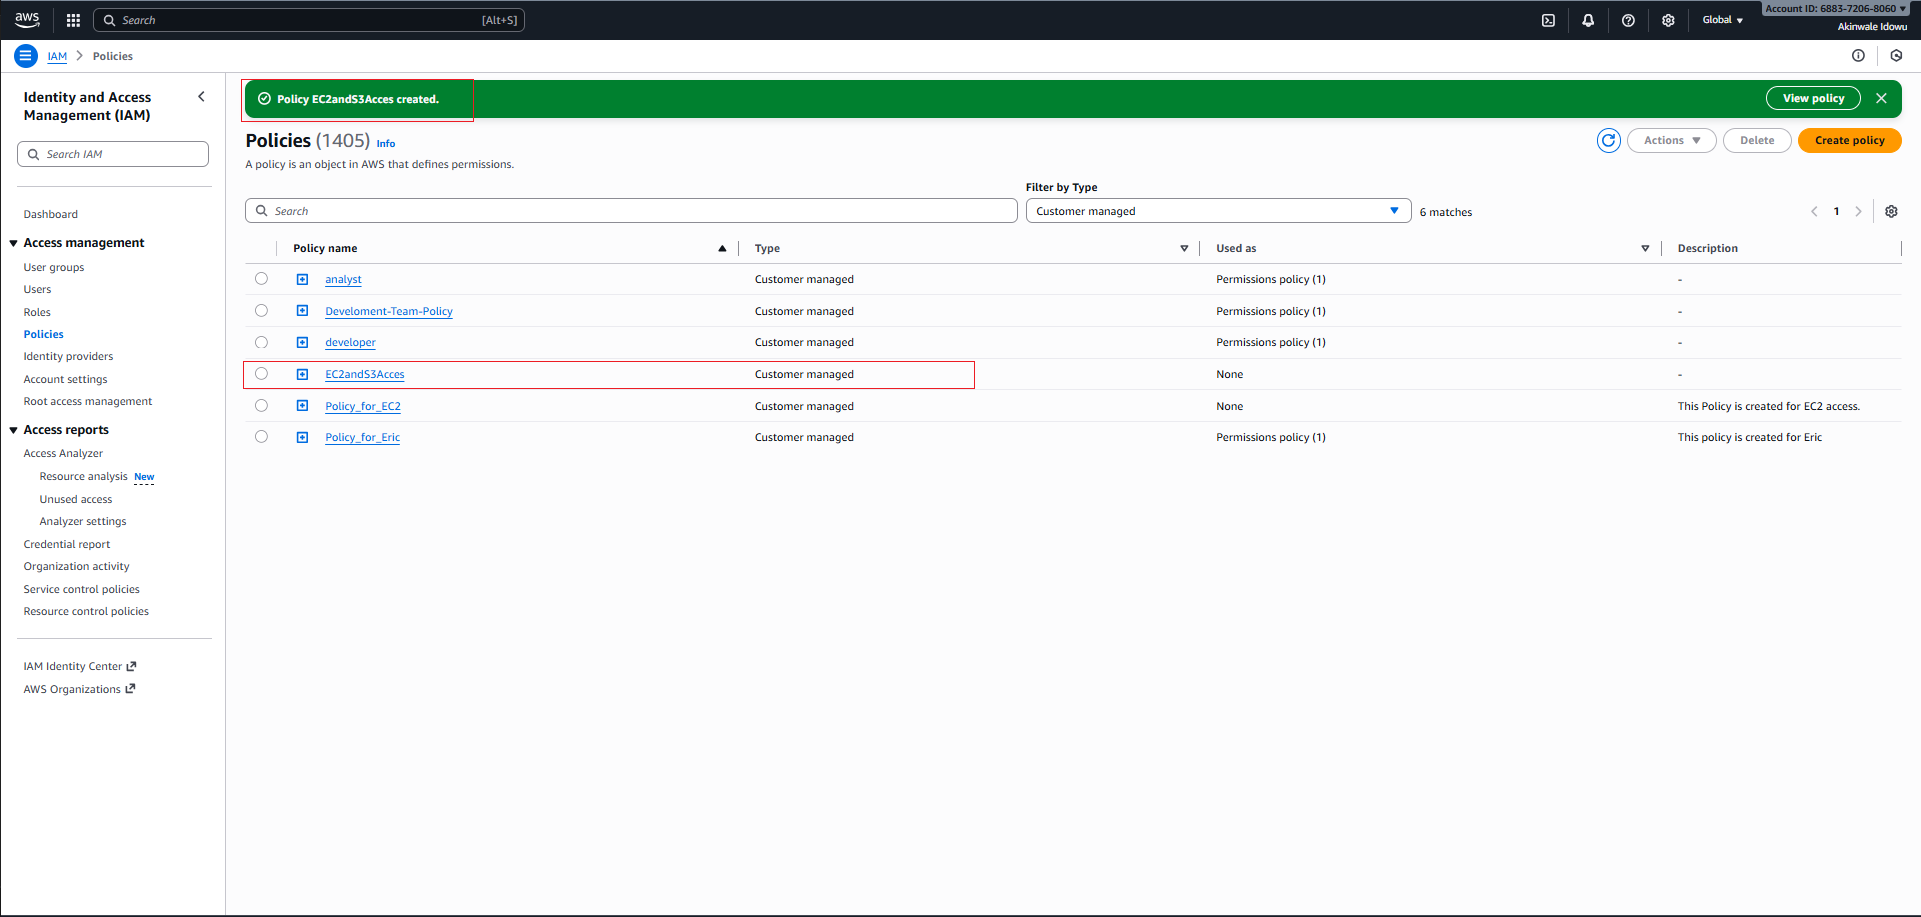 aws
Search [Alt+S]
Global
Account ID: 6883-7206-8060
Akinwale Idowu
IAM > Policies
Identity and Access Management (IAM)
Search IAM
Dashboard
Access management
User groups
Users
Roles
Policies
Identity providers
Account settings
Root access management
Access reports
Access Analyzer
Resource analysis New
Unused access
Analyzer settings
Credential report
Organization activity
Service control policies
Resource control policies
IAM Identity Center
AWS Organizations
Policy EC2andS3Acces created.
View policy
Policies (1405) Info
A policy is an object in AWS that defines permissions.
Actions
Delete
Create policy
Filter by Type
Search
Customer managed
6 matches
1
Policy name Type Used as Description
analyst Customer managed Permissions policy (1) -
Develoment-Team-Policy Customer managed Permissions policy (1) -
developer Customer managed Permissions policy (1) -
EC2andS3Acces Customer managed None -
Policy_for_EC2 Customer managed None This Policy is created for EC2 access.
Policy_for_Eric Customer managed Permissions policy (1) This policy is created for Eric